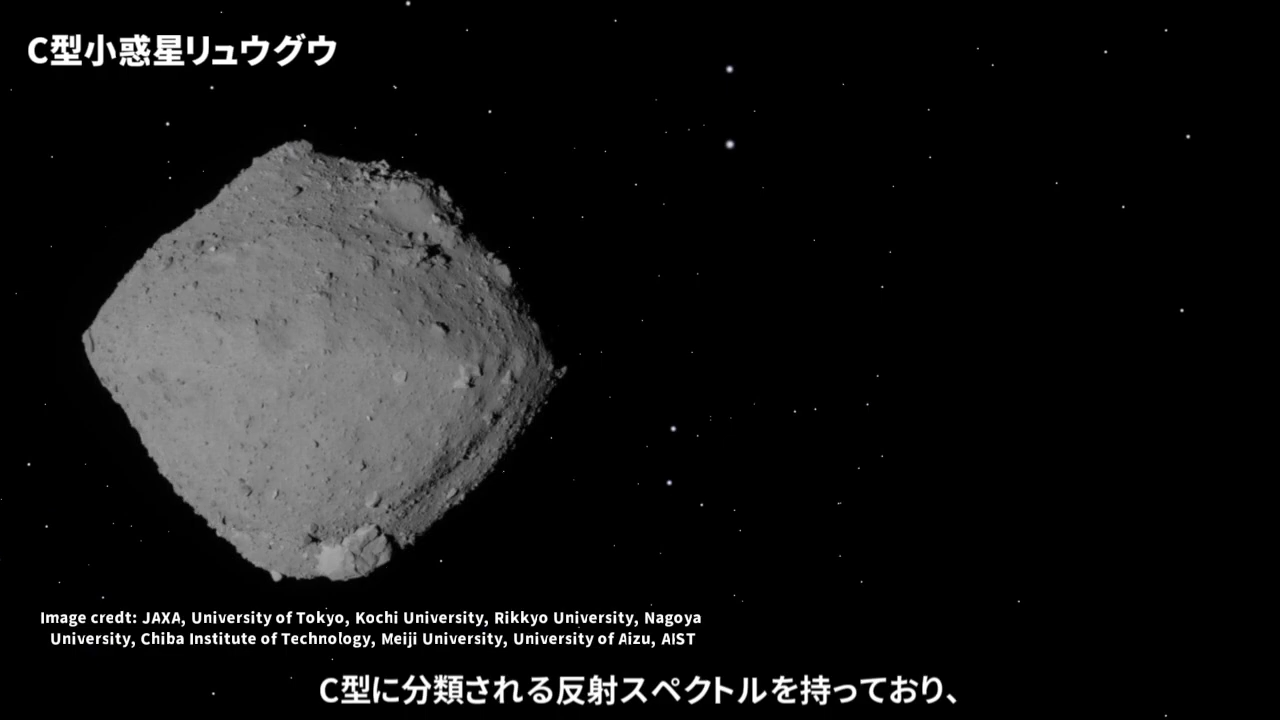 C型小惑星リュウグウ
Image credt: JAXA, University of Tokyo, Kochi University, Rikkyo University, Nagoya
University, Chiba Institute of Technology, Meiji University, University of Aizu, AIST
C型に分類される反射スペクトルを持っており、